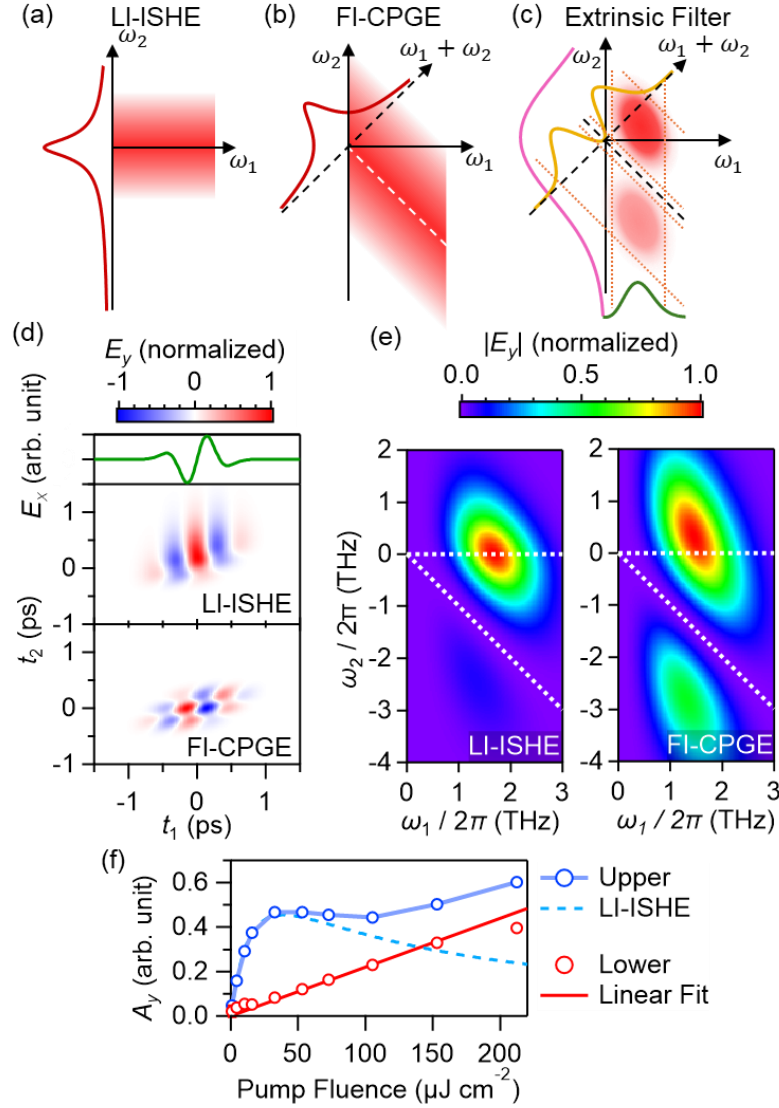 (a) LI-ISHE
ω₂
ω₁
(b) FI-CPGE
ω₂
ω₁ + ω₂
ω₁
(c) Extrinsic Filter
ω₂
ω₁ + ω₂
ω₁
(d)
E_y (normalized)
-1 0 1
E_x (arb. unit)
1
0
-1
LI-ISHE
t₂ (ps)
1
0
-1
FI-CPGE
-1 0 1
t₁ (ps)
(e)
|E_y| (normalized)
0.0 0.5 1.0
ω₂ / 2π (THz)
2
1
0
-1
-2
-3
-4
LI-ISHE
0 1 2 3
ω₁ / 2π (THz)
2
1
0
-1
-2
-3
-4
FI-CPGE
0 1 2 3
ω₁ / 2π (THz)
(f)
A_y (arb. unit)
0.6
0.4
0.2
0.0
0 50 100 150 200
Pump Fluence (μJ cm⁻²)
Upper
LI-ISHE
Lower
Linear Fit